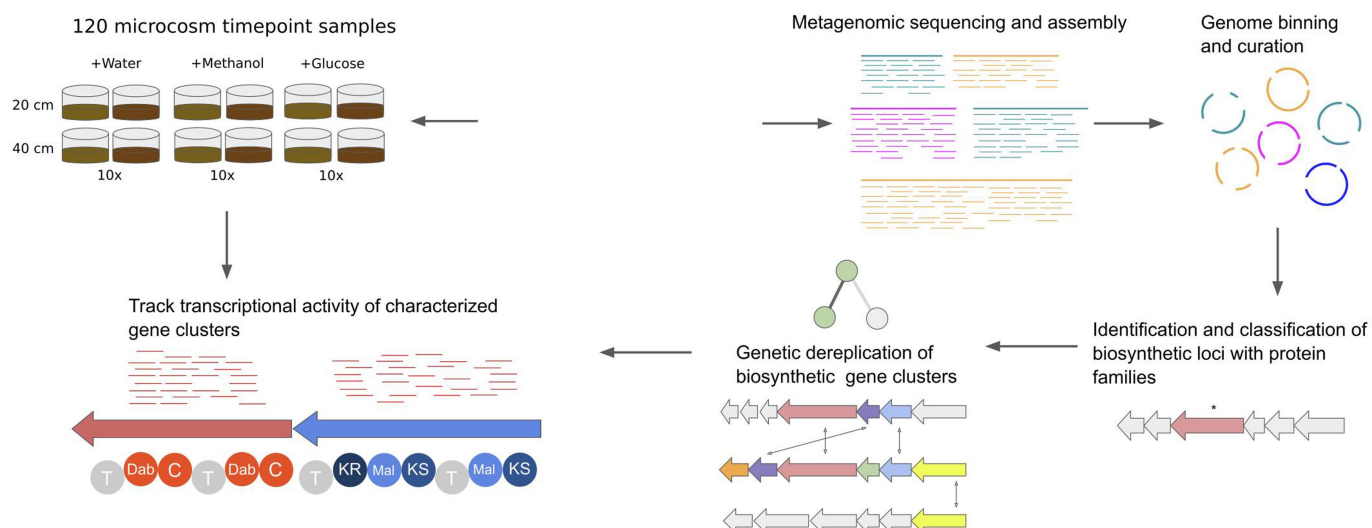 120 microcosm timepoint samples
+Water
+Methanol
+Glucose
20 cm
40 cm
10x
10x
10x
Metagenomic sequencing and assembly
Genome binning
and curation
Identification and classification of
biosynthetic loci with protein
families
*
Genetic dereplication of
biosynthetic gene clusters
Track transcriptional activity of characterized
gene clusters
T
Dab
C
T
Dab
C
T
KR
Mal
KS
T
Mal
KS